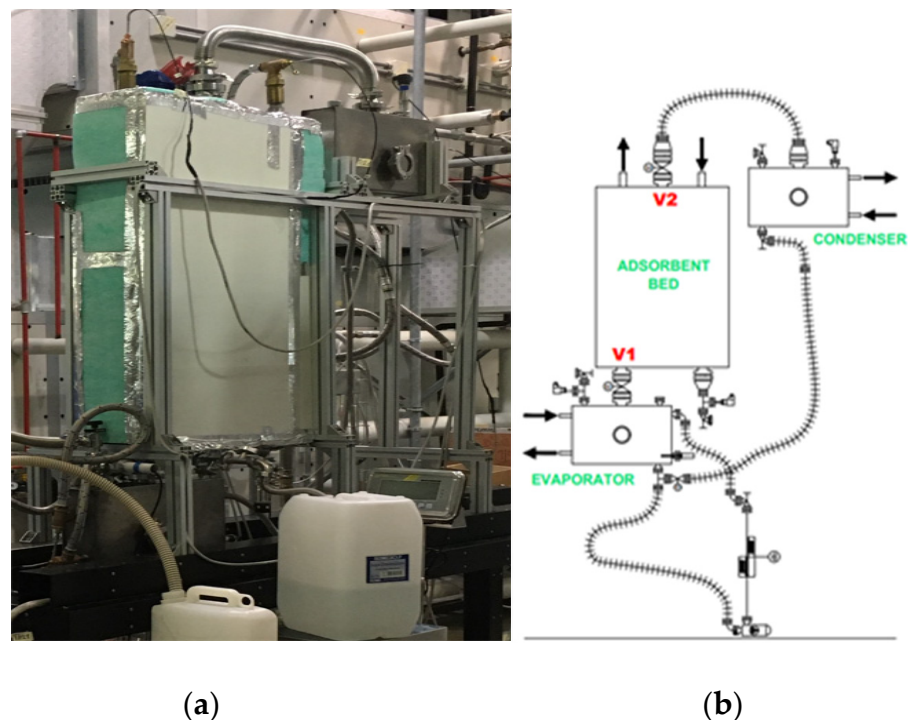 V2
CONDENSER
ADSORBENT
BED
V1
EVAPORATOR
(a)
(b)